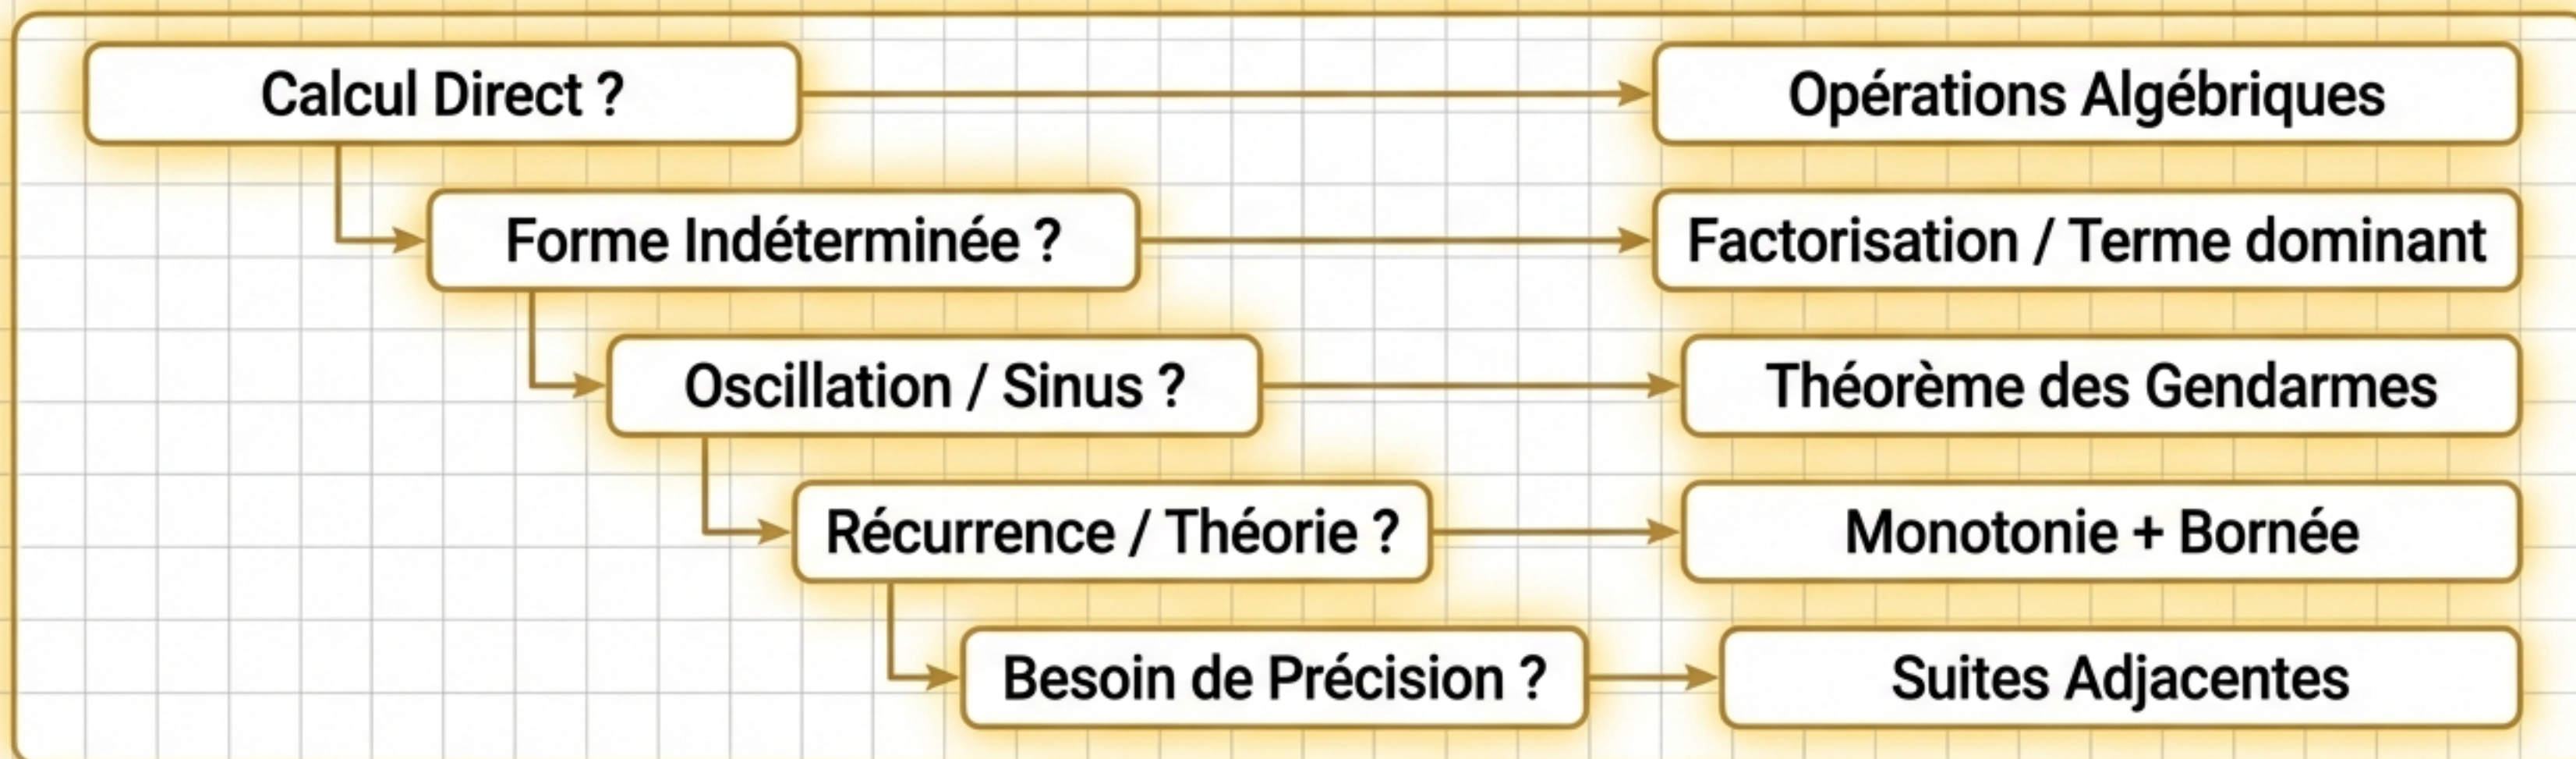 Calcul Direct ?
Opérations Algébriques
Forme Indéterminée ?
Factorisation / Terme dominant
Oscillation / Sinus ?
Théorème des Gendarmes
Récurrence / Théorie ?
Monotonie + Bornée
Besoin de Précision ?
Suites Adjacentes